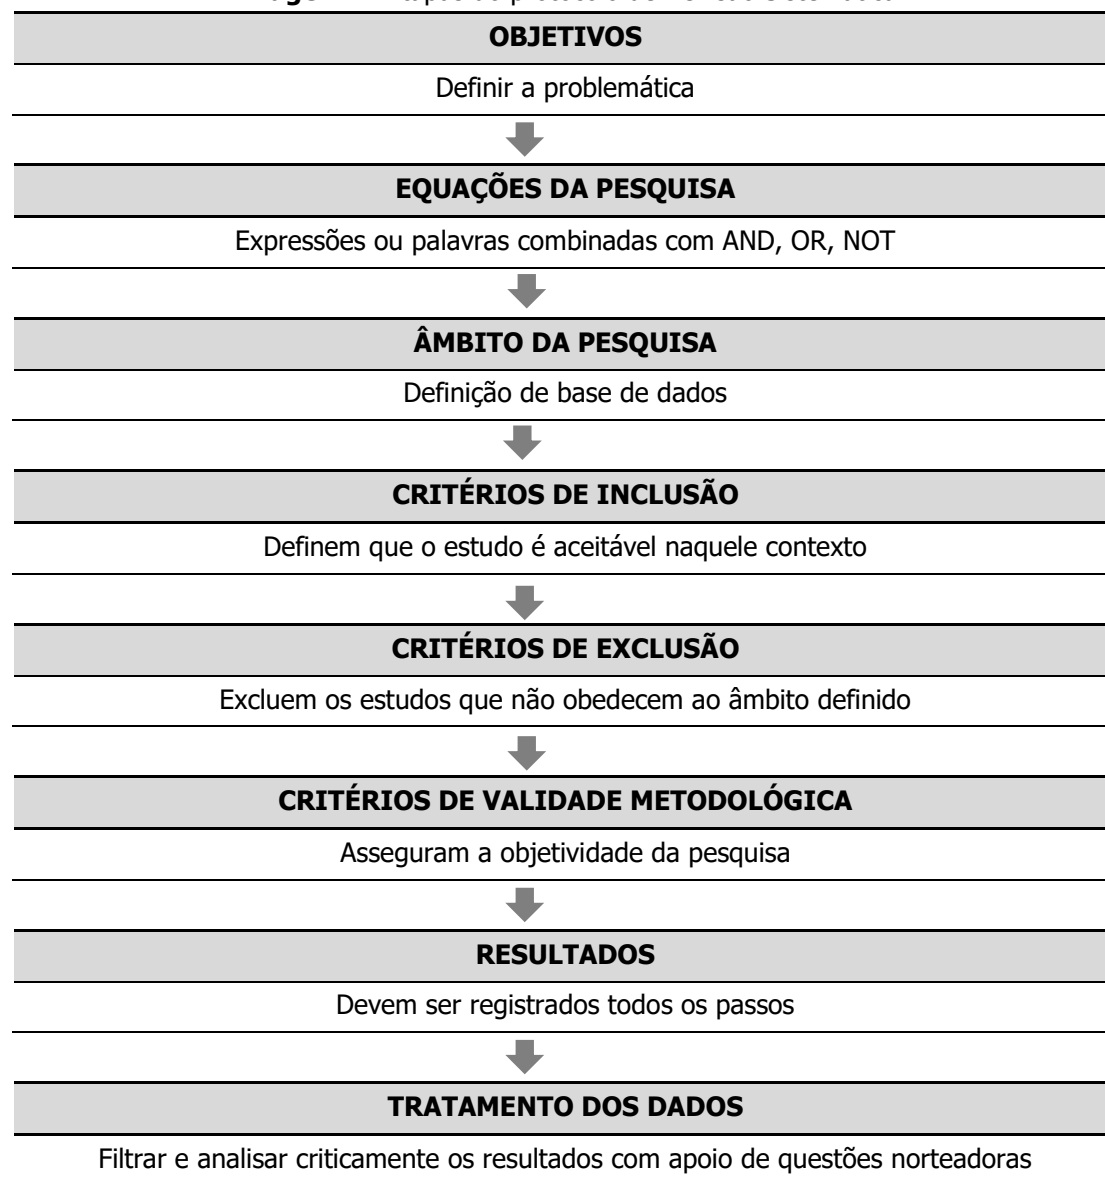 OBJETIVOS
Definir a problemática
EQUAÇÕES DA PESQUISA
Expressões ou palavras combinadas com AND, OR, NOT
ÂMBITO DA PESQUISA
Definição de base de dados
CRITÉRIOS DE INCLUSÃO
Definem que o estudo é aceitável naquele contexto
CRITÉRIOS DE EXCLUSÃO
Excluem os estudos que não obedecem ao âmbito definido
CRITÉRIOS DE VALIDADE METODOLÓGICA
Asseguram a objetividade da pesquisa
RESULTADOS
Devem ser registrados todos os passos
TRATAMENTO DOS DADOS
Filtrar e analisar criticamente os resultados com apoio de questões norteadoras